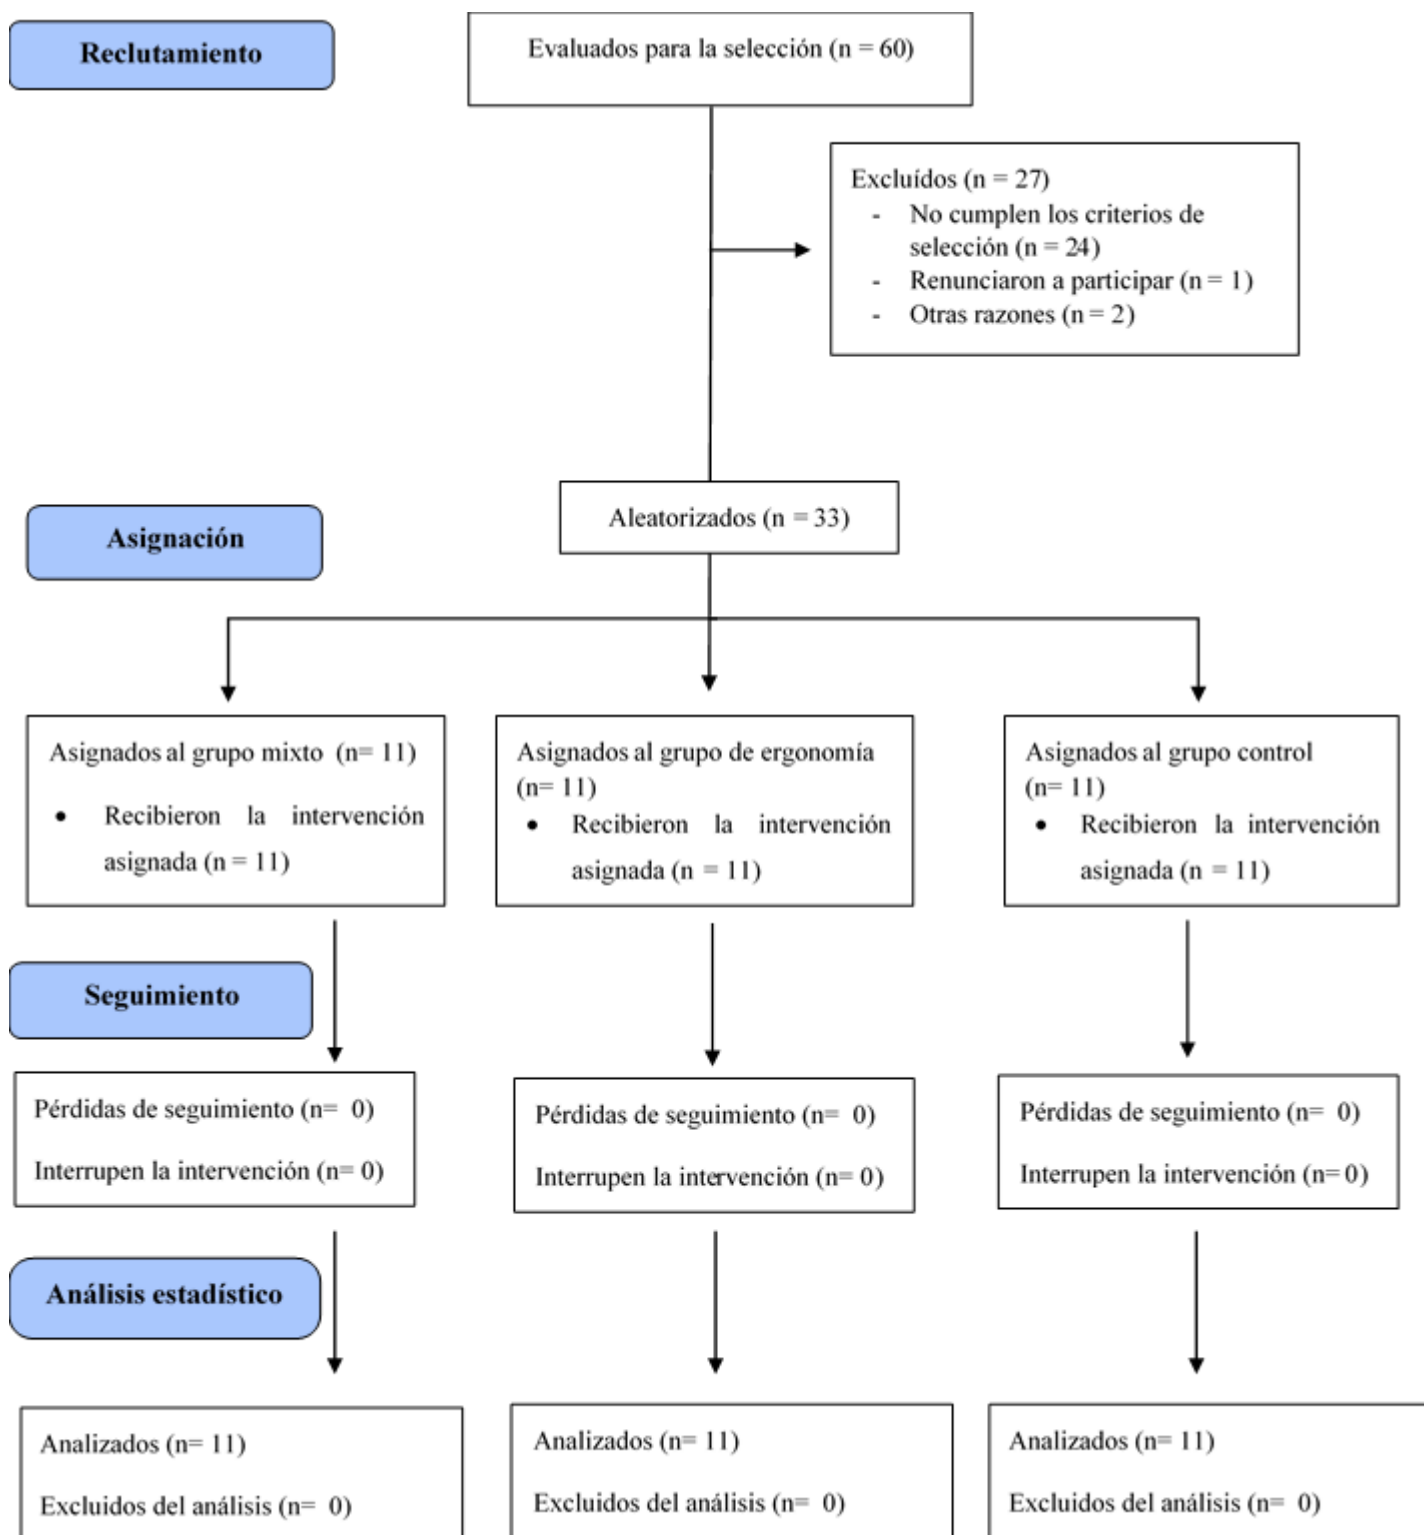 Reclutamiento
Evaluados para la selección (n = 60)
Excluídos (n = 27)
- No cumplen los criterios de
selección (n = 24)
- Renunciaron a participar (n = 1)
- Otras razones (n = 2)
Asignación
Aleatorizados (n = 33)
Asignados al grupo mixto (n= 11)
• Recibieron la intervención
asignada (n = 11)
Asignados al grupo de ergonomía
(n= 11)
• Recibieron la intervención
asignada (n = 11)
Asignados al grupo control
(n= 11)
• Recibieron la intervención
asignada (n = 11)
Seguimiento
Pérdidas de seguimiento (n= 0)
Interrupen la intervención (n= 0)
Pérdidas de seguimiento (n= 0)
Interrupen la intervención (n= 0)
Pérdidas de seguimiento (n= 0)
Interrupen la intervención (n= 0)
Análisis estadístico
Analizados (n= 11)
Excluidos del análisis (n= 0)
Analizados (n= 11)
Excluidos del análisis (n= 0)
Analizados (n= 11)
Excluidos del análisis (n= 0)